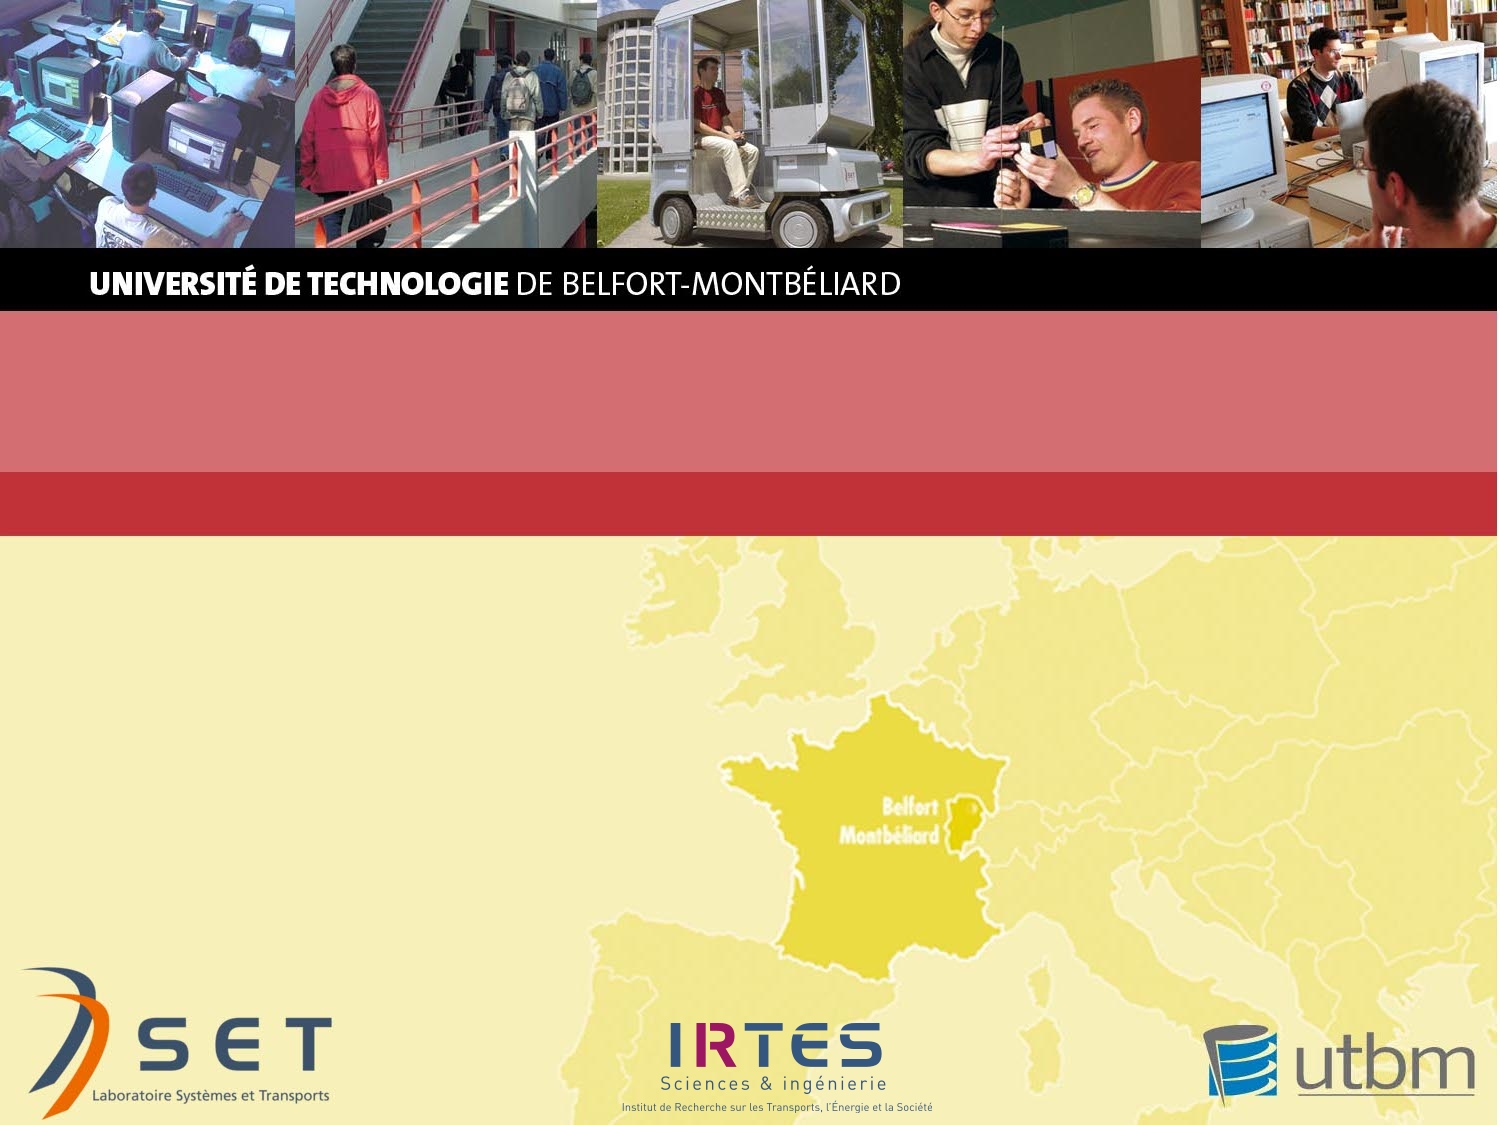 UNIVERSITÉ DE TECHNOLOGIE DE BELFORT-MONTBÉLIARD
Belfort
Montbéliard
SET
Laboratoire Systèmes et Transports
IRTES
Sciences & ingénierie
Institut de Recherche sur les Transports, l'Énergie et la Société
utbm